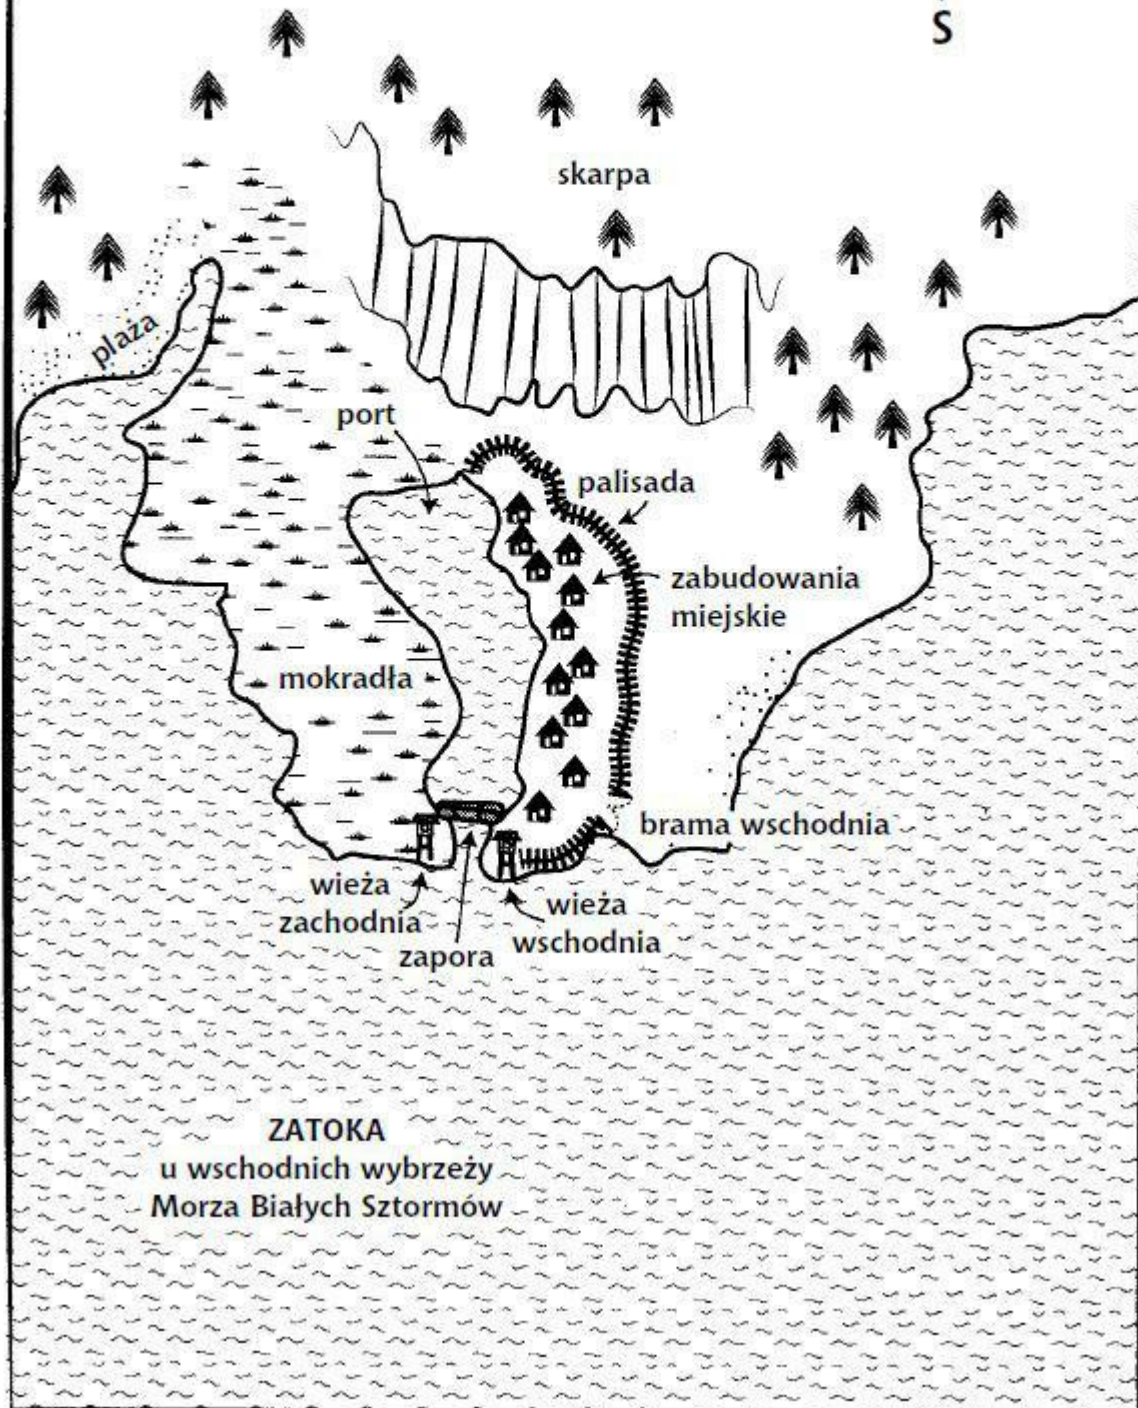 S
skarpa
plaża
port
palisada
zabudowania
miejskie
mokradła
brama wschodnia
wieża
zachodnia
wieża
wschodnia
zapora
ZATOKA
u wschodnich wybrzeży
Morza Białych Sztormów